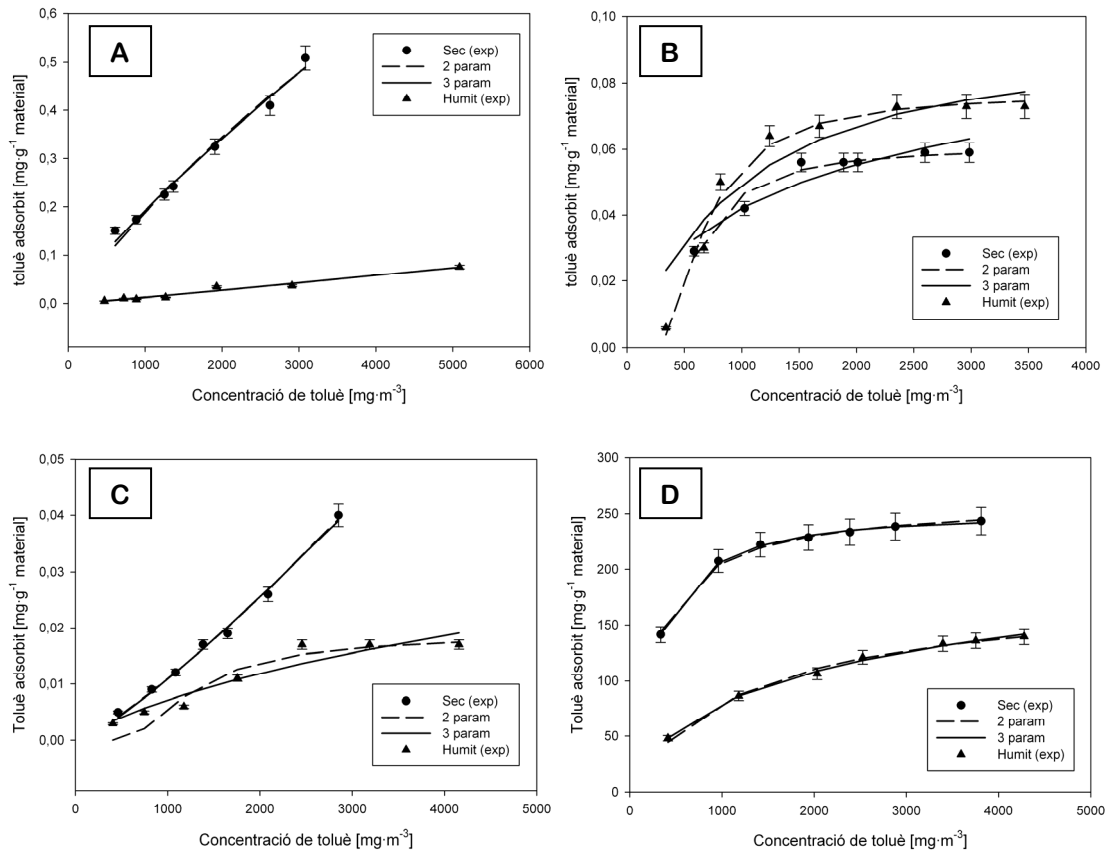 A
toluè adsorbit [mg·g⁻¹ material]
0,6
0,5
0,4
0,3
0,2
0,1
0,0
Sec (exp)
2 param
3 param
Humit (exp)
0 1000 2000 3000 4000 5000 6000
Concentració de toluè [mg·m⁻³]
B
toluè adsorbit [mg·g⁻¹ material]
0,10
0,08
0,06
0,04
0,02
0,00
Sec (exp)
2 param
3 param
Humit (exp)
0 500 1000 1500 2000 2500 3000 3500 4000
Concentració de toluè [mg·m⁻³]
C
Toluè adsorbit [mg·g⁻¹ material]
0,05
0,04
0,03
0,02
0,01
0,00
Sec (exp)
2 param
3 param
Humit (exp)
0 1000 2000 3000 4000 5000
Concentració de toluè [mg·m⁻³]
D
Toluè adsorbit [mg·g⁻¹ material]
300
250
200
150
100
50
0
Sec (exp)
2 param
3 param
Humit (exp)
0 1000 2000 3000 4000 5000
Concentració de toluè [mg·m⁻³]